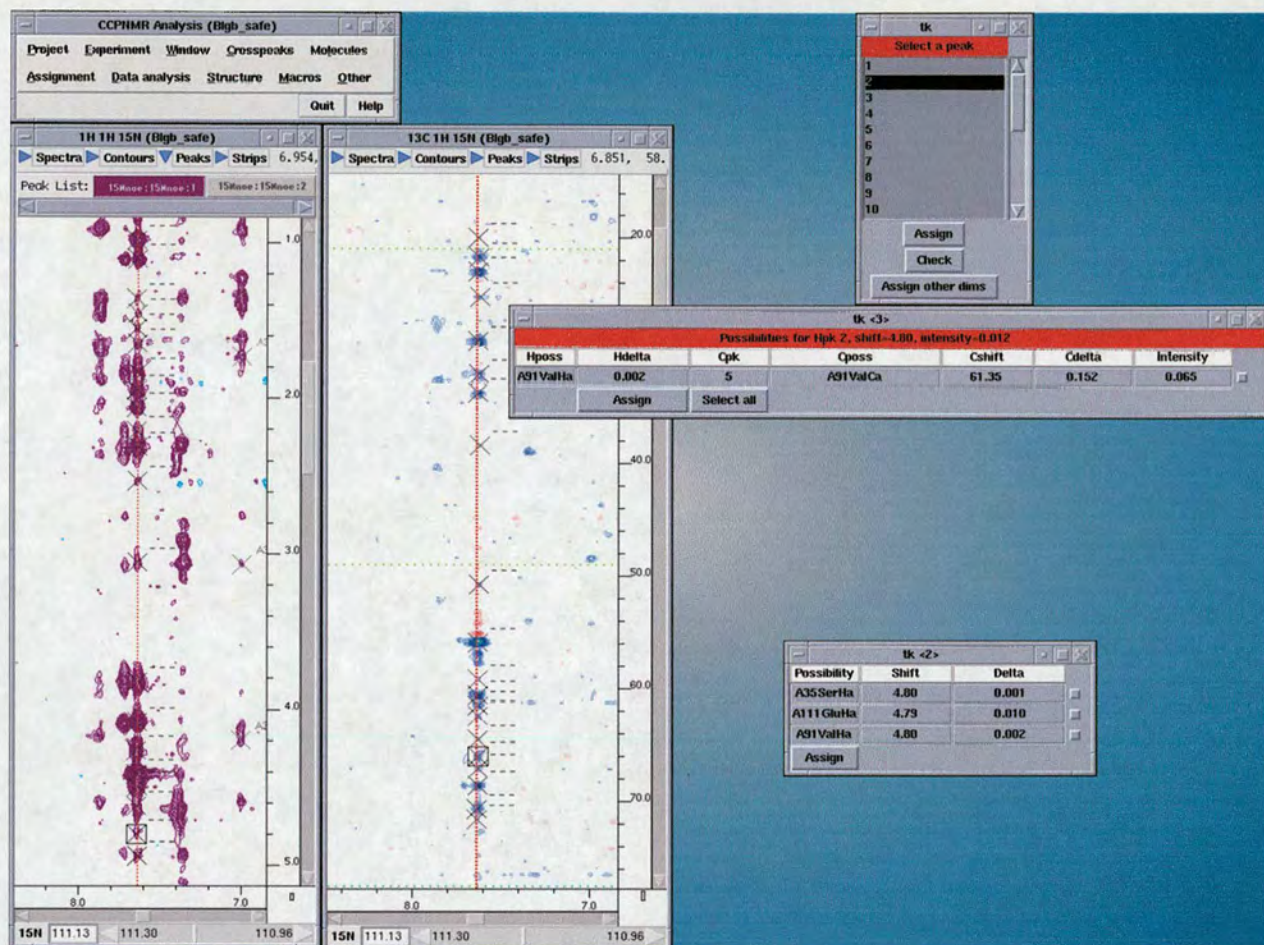 CCPNMR Analysis (Blgb_safe)
Project Experiment Window Crosspeaks Molecules
Assignment Data analysis Structure Macros Other
Quit Help
1H 1H 15N (Blgb_safe)
Spectra Contours Peaks Strips 6.954,
Peak List: 15Nnoe:15Nnoe:1 15Nnoe:15Nnoe:2
1.0
2.0
3.0
4.0
5.0
8.0 7.0
15N 111.13 111.30 110.96
13C 1H 15N (Blgb_safe)
Spectra Contours Peaks Strips 6.851, 58.
20.0
40.0
50.0
60.0
70.0
8.0 7.0
15N 111.13 111.30 110.96
tk
Select a peak
1
2
3
4
5
6
7
8
9
10
Assign
Check
Assign other dims
tk <3>
Possibilities for Hpk 2, shift=4.80, intensity=0.012
Hposs Hdelta Cpk Cposs Cshift Cdelta Intensity
A91ValHa 0.002 5 A91ValCa 61.35 0.152 0.065
Assign Select all
tk <2>
Possibility Shift Delta
A35SerHa 4.80 0.001
A111GluHa 4.79 0.010
A91ValHa 4.80 0.002
Assign